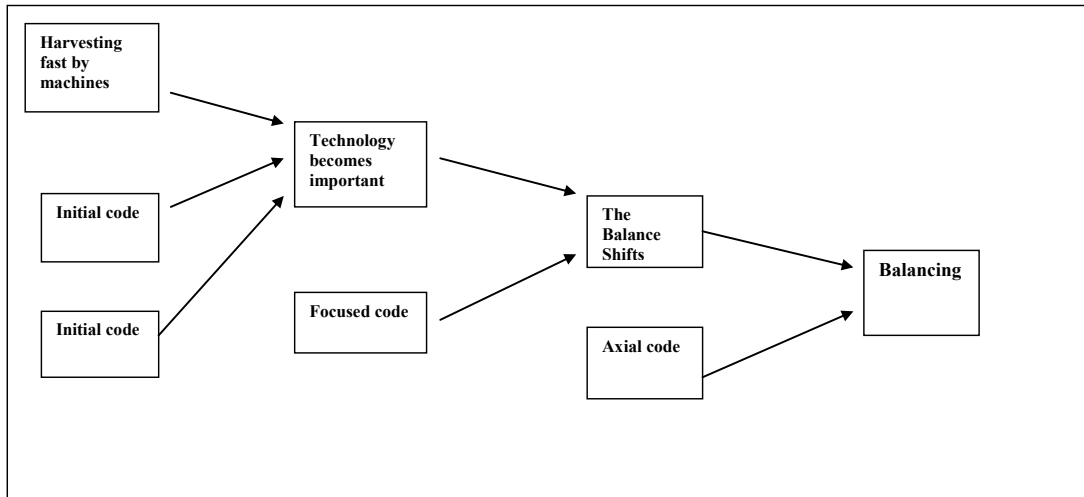 Harvesting
fast by
machines
Technology
becomes
important
Initial code
The
Balance
Shifts
Balancing
Initial code
Focused code
Axial code